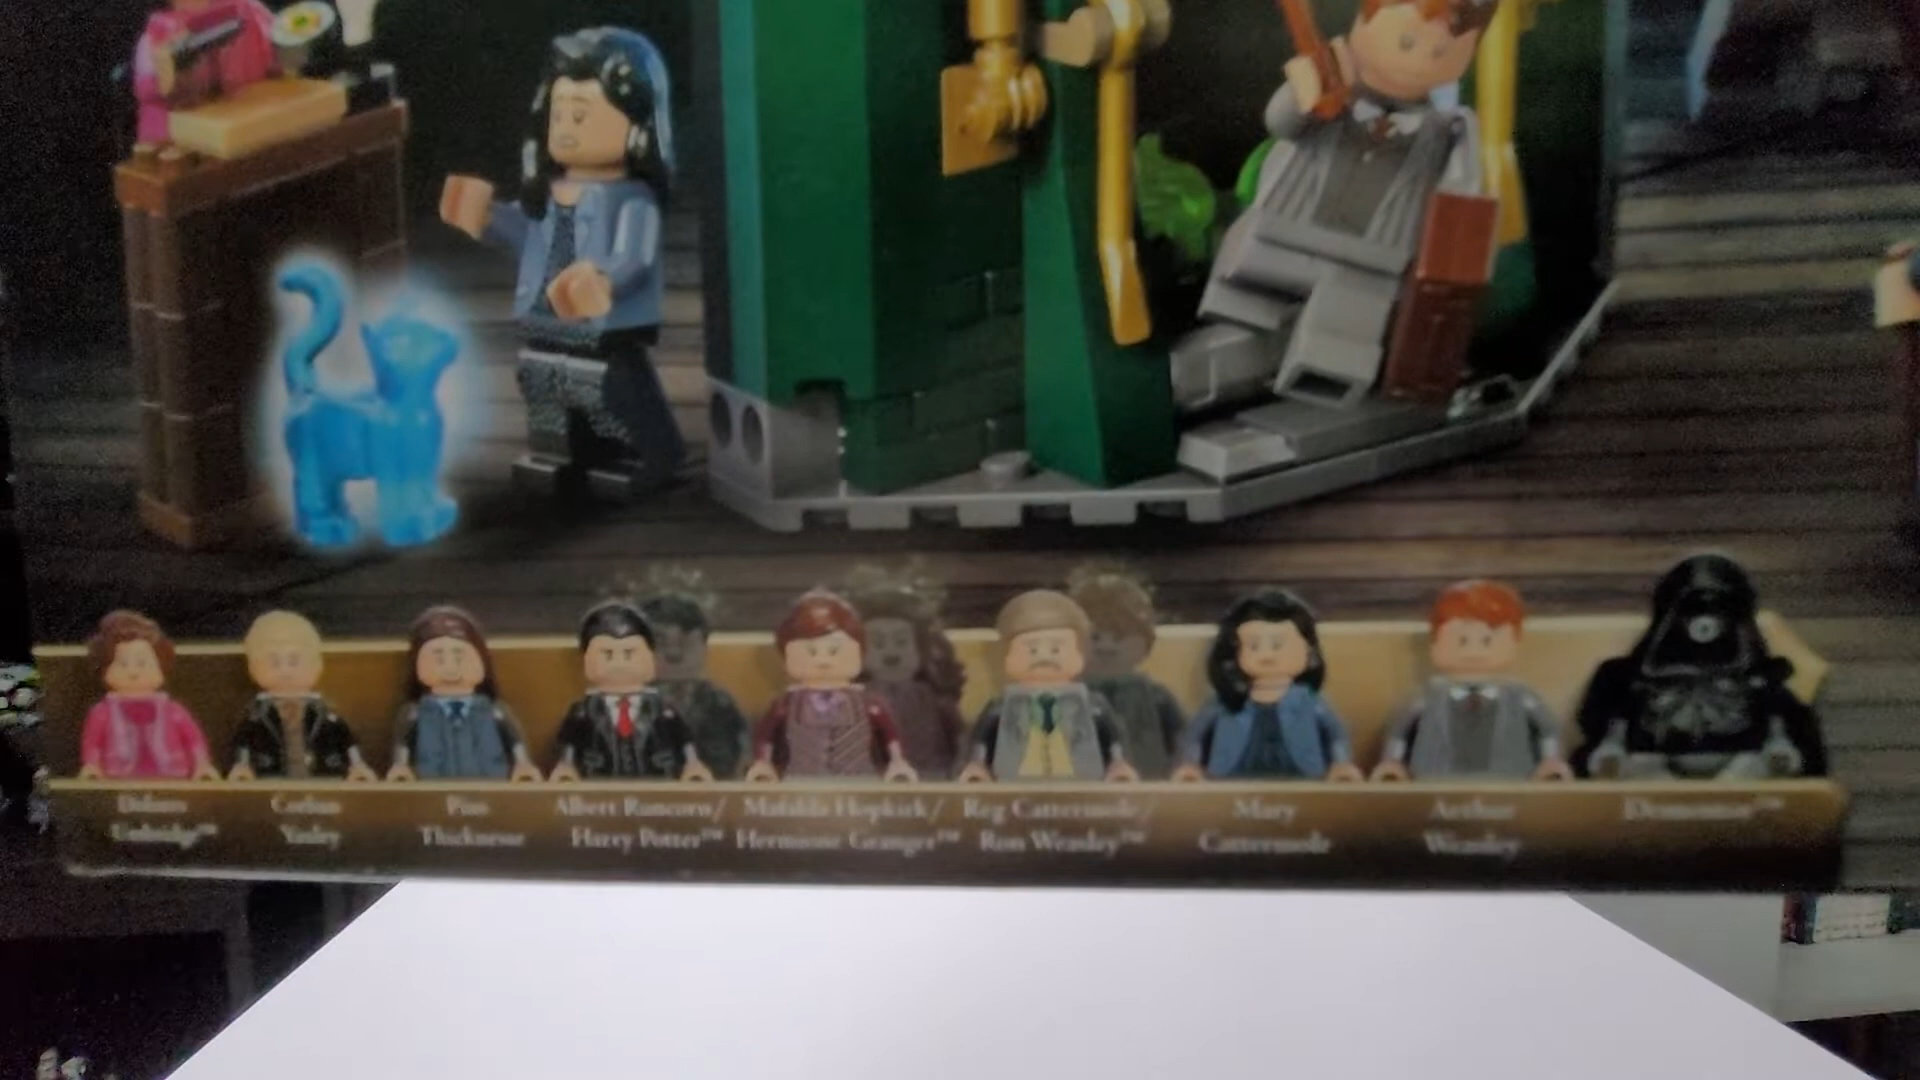 Dolores
Umbridge™
Corban
Yaxley
Pius
Thicknesse
Albert Runcorn/
Harry Potter™
Mafalda Hopkirk/
Hermione Granger™
Reg Cattermole/
Ron Weasley™
Mary
Cattermole
Arthur
Weasley
Dementor™